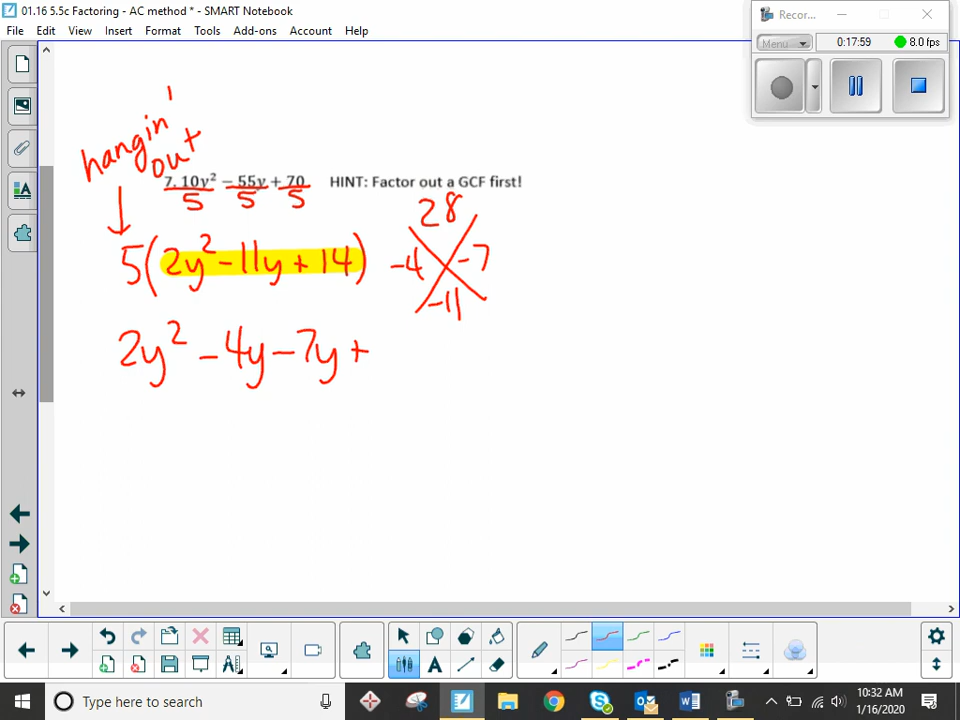 01.16 5.5c Factoring - AC method * - SMART Notebook
File Edit View Insert Format Tools Add-ons Account Help
Recor...
Menu 0:17:59 8.0 fps
hangin'
out
7. 10y² − 55y + 70 HINT: Factor out a GCF first!
5 5 5
28
5(2y² - 11y + 14) -4 -7
-11
2y² - 4y - 7y +
A
Type here to search
10:32 AM
1/16/2020